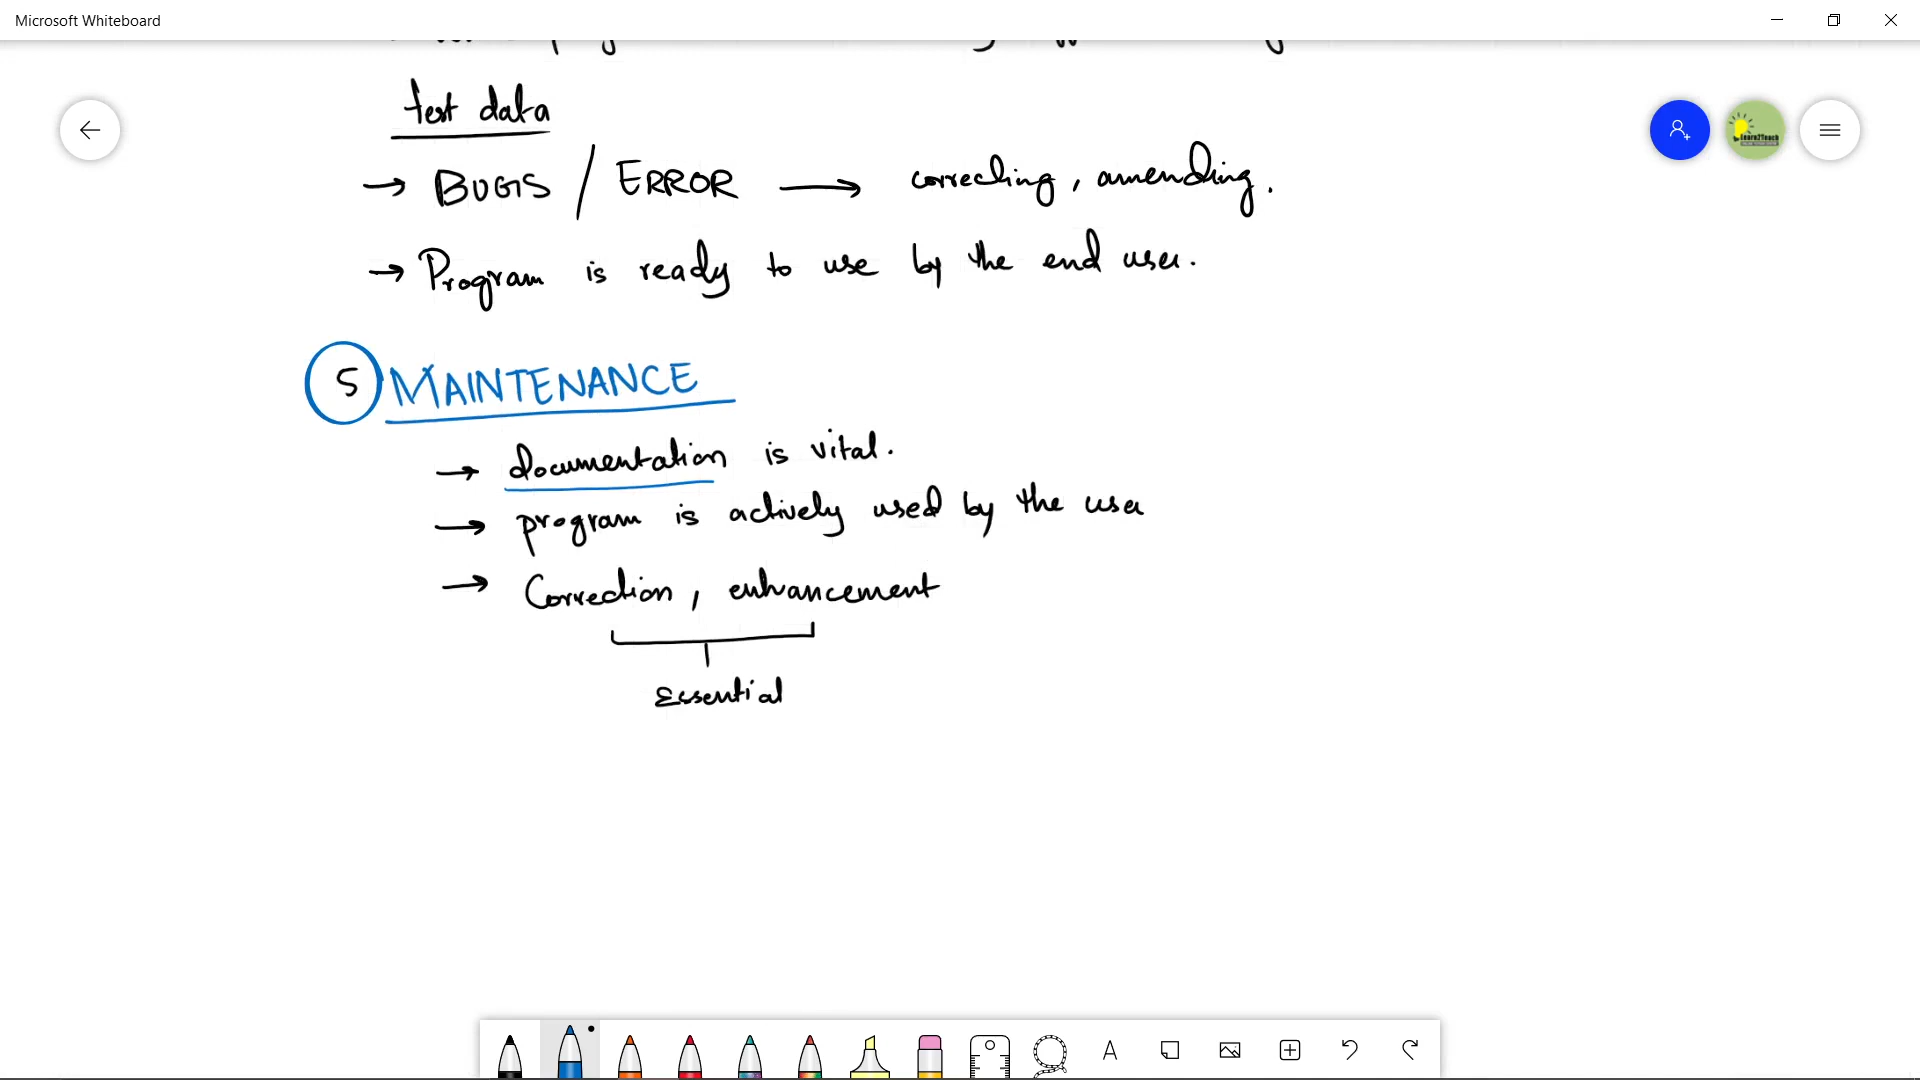 Microsoft Whiteboard
test data
→ BUGS / ERROR → correcting, amending.
→ Program is ready to use by the end user.
5 MAINTENANCE
→ documentation is vital.
→ program is actively used by the user
→ Correction, enhancement
Essential
Learn2Teach
A